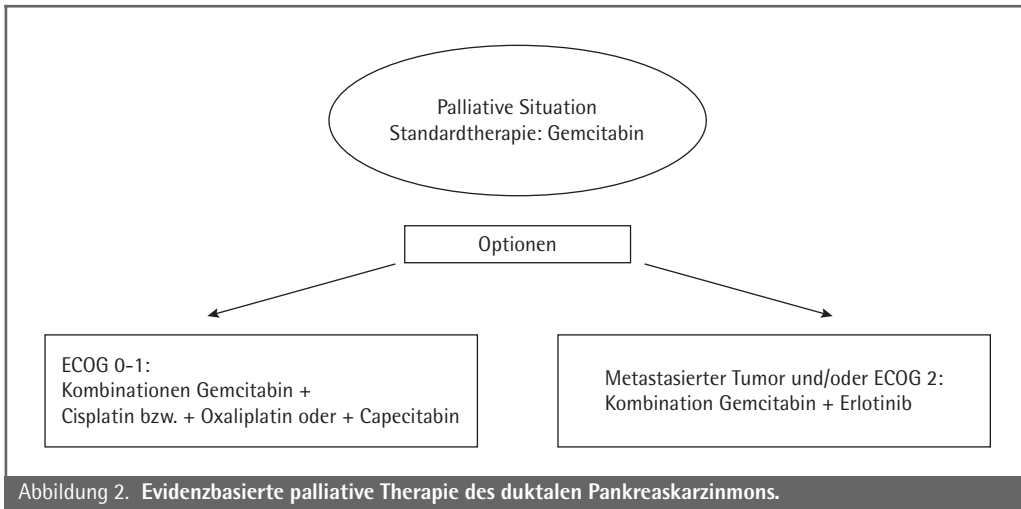 Palliative Situation
Standardtherapie: Gemcitabin
Optionen
ECOG 0-1:
Kombinationen Gemcitabin +
Cisplatin bzw. + Oxaliplatin oder + Capecitabin
Metastasierter Tumor und/oder ECOG 2:
Kombination Gemcitabin + Erlotinib
Abbildung 2. Evidenzbasierte palliative Therapie des duktalen Pankreaskarzinmons.